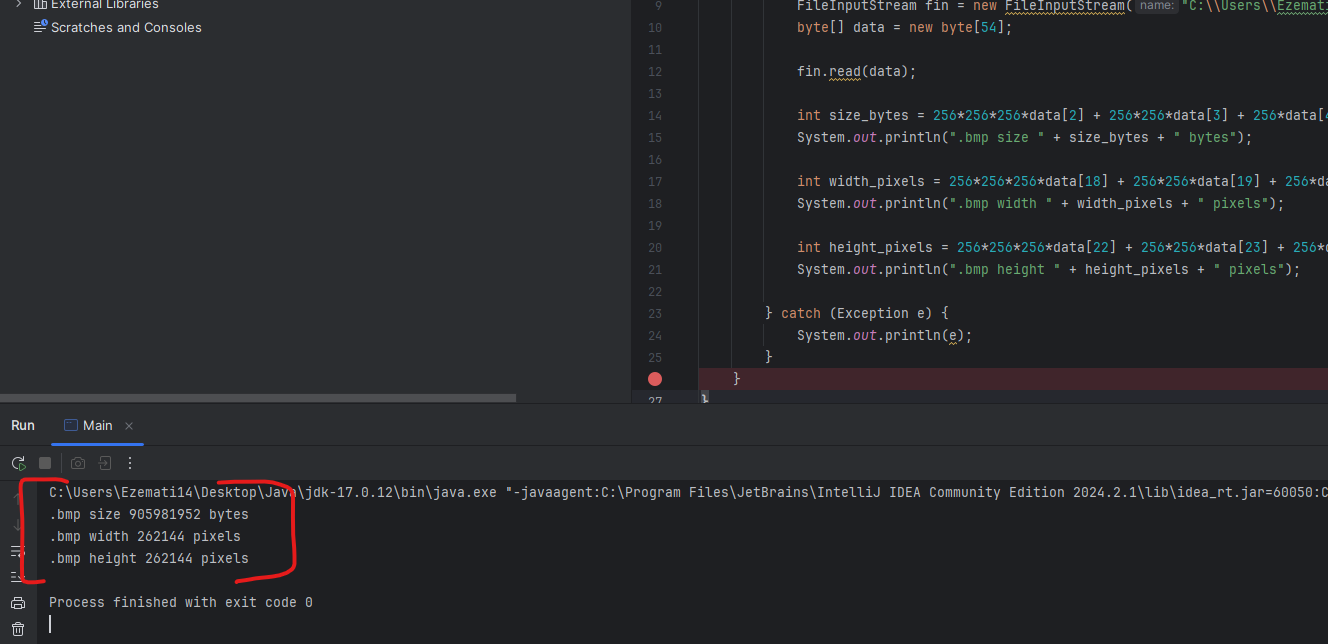 External Libraries
Scratches and Consoles
9 FileInputStream fin = new FileInputStream( name: "C:\\Users\\Ezemati
10 byte[] data = new byte[54];
11
12 fin.read(data);
13
14 int size_bytes = 256*256*256*data[2] + 256*256*data[3] + 256*data[4
15 System.out.println(".bmp size " + size_bytes + " bytes");
16
17 int width_pixels = 256*256*256*data[18] + 256*256*data[19] + 256*da
18 System.out.println(".bmp width " + width_pixels + " pixels");
19
20 int height_pixels = 256*256*256*data[22] + 256*256*data[23] + 256*d
21 System.out.println(".bmp height " + height_pixels + " pixels");
22
23 } catch (Exception e) {
24 System.out.println(e);
25 }
}
27 }
Run Main
C:\Users\Ezemati14\Desktop\Java\jdk-17.0.12\bin\java.exe "-javaagent:C:\Program Files\JetBrains\IntelliJ IDEA Community Edition 2024.2.1\lib\idea_rt.jar=60050:C
.bmp size 905981952 bytes
.bmp width 262144 pixels
.bmp height 262144 pixels
Process finished with exit code 0